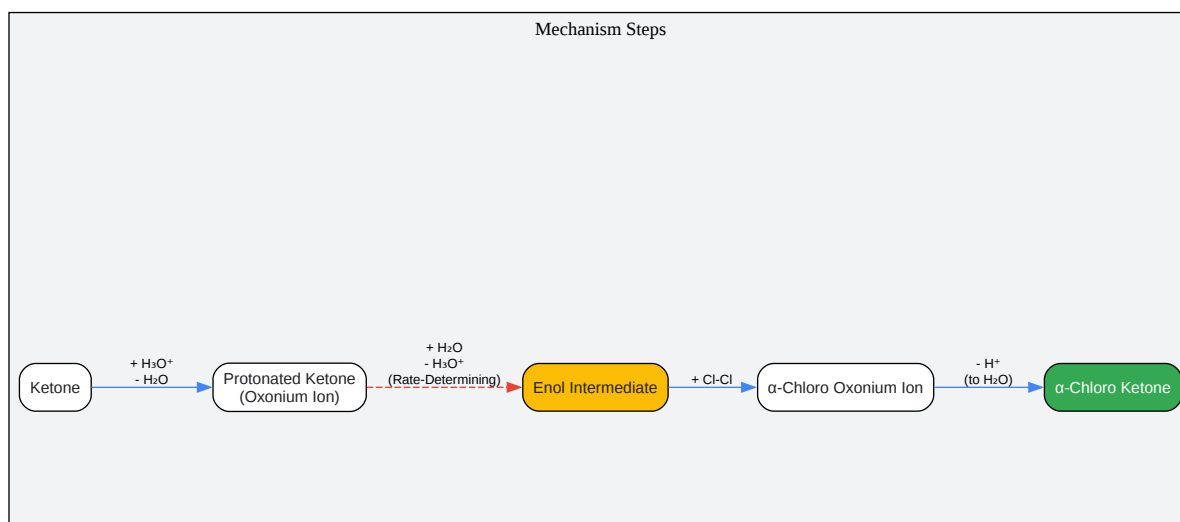 Mechanism Steps
Ketone
+ H₃O⁺
- H₂O
Protonated Ketone
(Oxonium Ion)
+ H₂O
- H₃O⁺
(Rate-Determining)
Enol Intermediate
+ Cl-Cl
α-Chloro Oxonium Ion
- H⁺
(to H₂O)
α-Chloro Ketone